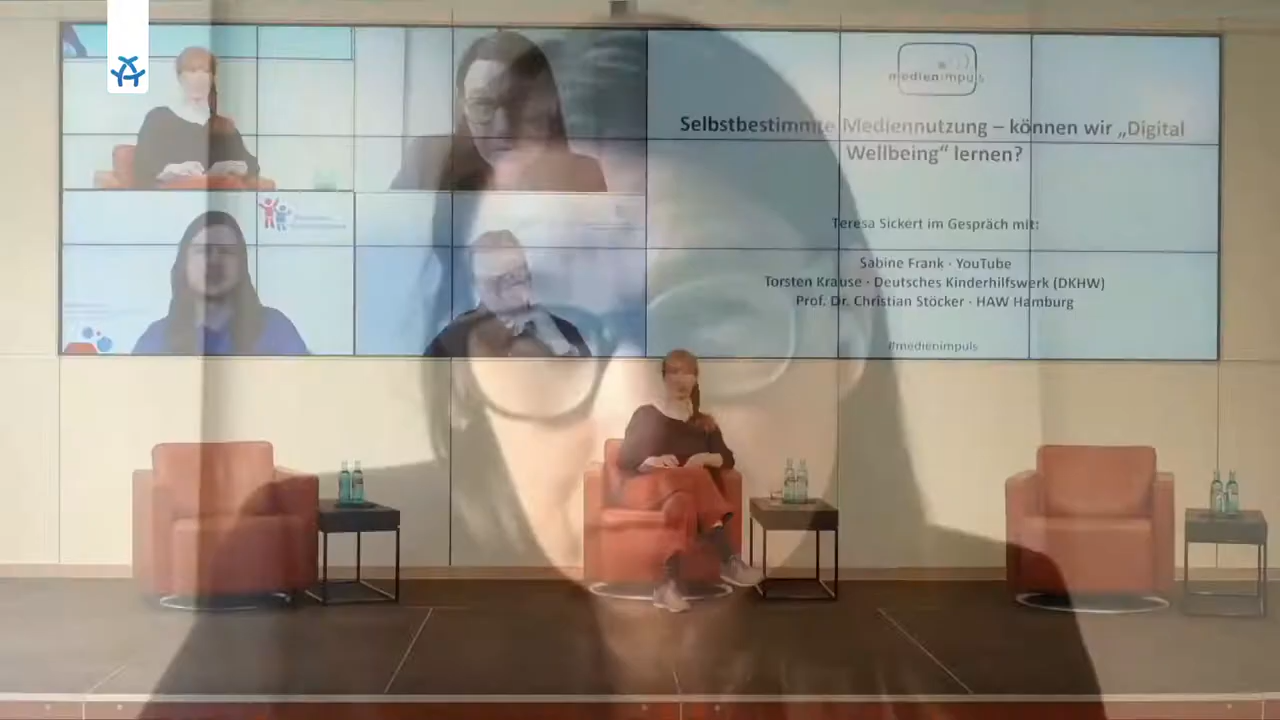 medienimpuls
Selbstbestimmte Mediennutzung – können wir „Digital
Wellbeing“ lernen?
Teresa Sickert im Gespräch mit:
Sabine Frank · YouTube
Torsten Krause · Deutsches Kinderhilfswerk (DKHW)
Prof. Dr. Christian Stöcker · HAW Hamburg
#medienimpuls